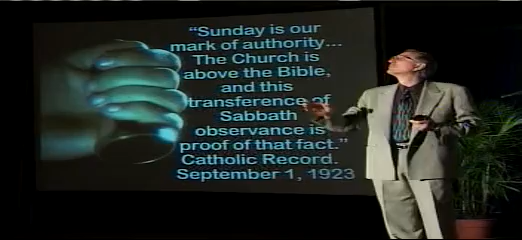 “Sunday is our
mark of authority...
The Church is
above the Bible,
and this
transference of
Sabbath
observance is
proof of that fact.”
Catholic Record.
September 1, 1923